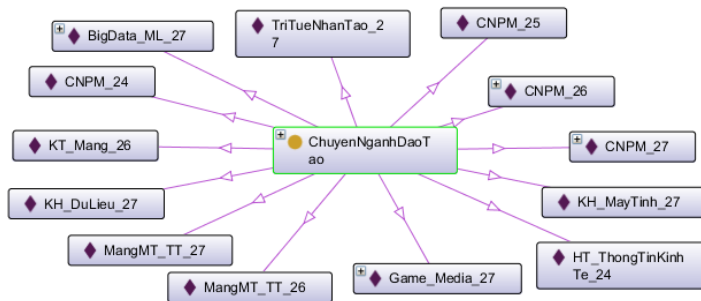 BigData_ML_27
TriTueNhanTao_2
7
CNPM_25
CNPM_24
CNPM_26
ChuyenNganhDaoT
ao
KT_Mang_26
CNPM_27
KH_DuLieu_27
KH_MayTinh_27
MangMT_TT_27
HT_ThongTinKinh
Te_24
MangMT_TT_26
Game_Media_27